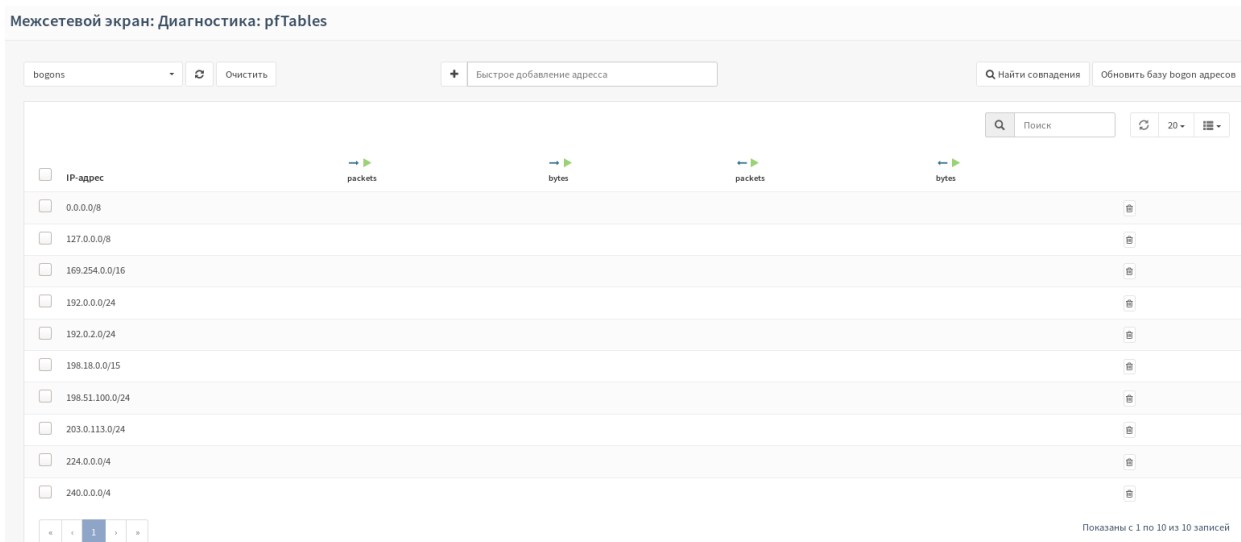 Межсетевой экран: Диагностика: pfTables
bogons Очистить Быстрое добавление адресса Найти совпадения Обновить базу bogon адресов
Поиск 20
IP-адрес packets bytes packets bytes
0.0.0.0/8
127.0.0.0/8
169.254.0.0/16
192.0.0.0/24
192.0.2.0/24
198.18.0.0/15
198.51.100.0/24
203.0.113.0/24
224.0.0.0/4
240.0.0.0/4
« ‹ 1 › » Показаны с 1 по 10 из 10 записей